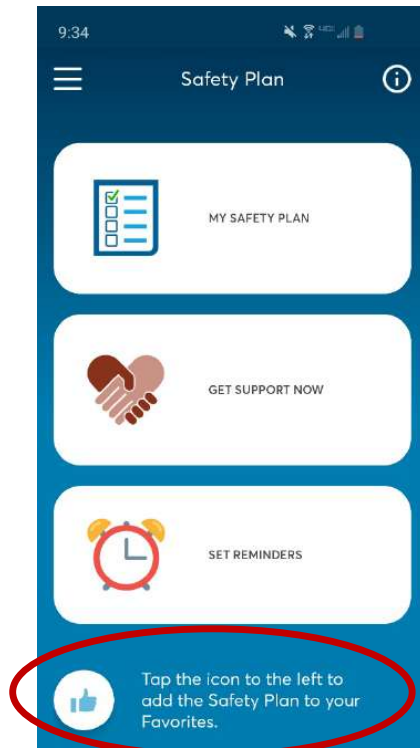 9:34
Safety Plan
MY SAFETY PLAN
GET SUPPORT NOW
SET REMINDERS
Tap the icon to the left to
add the Safety Plan to your
Favorites.